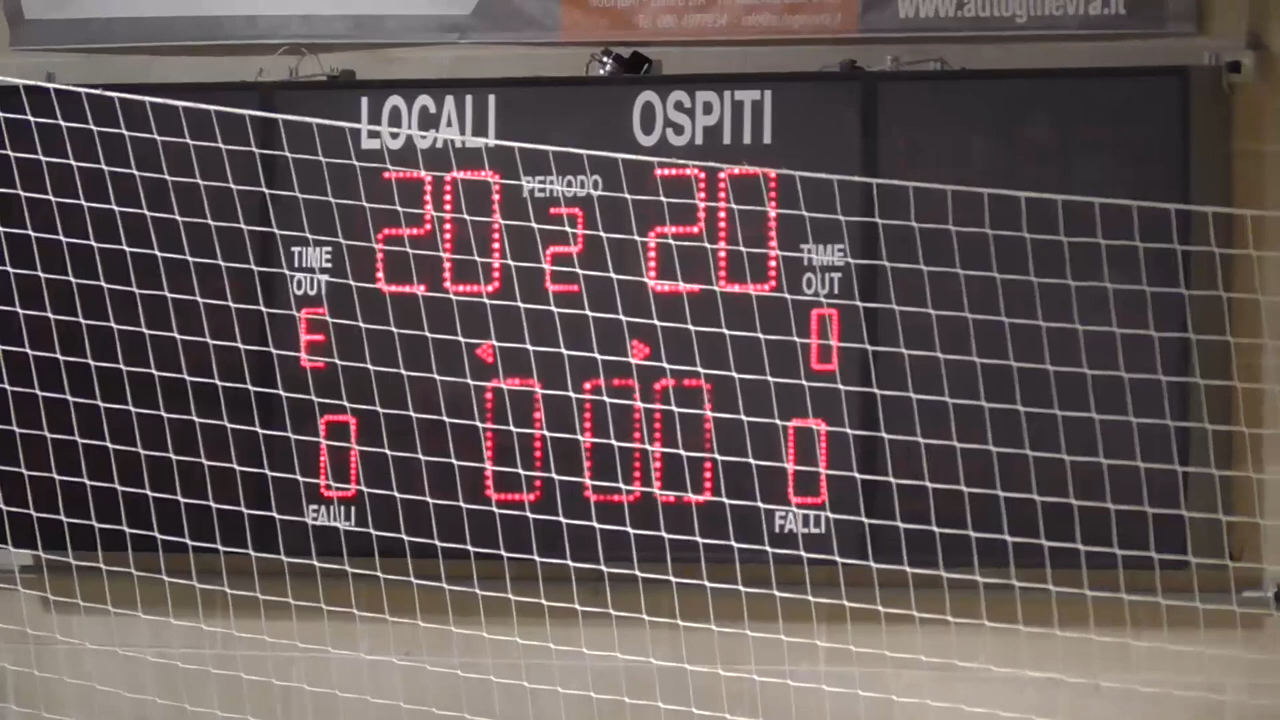 www.autoginevra.it
LOCALI OSPITI
20 PERIODO 20
2
TIME OUT
TIME OUT
E
0
0 00
0
0
FALLI
FALLI